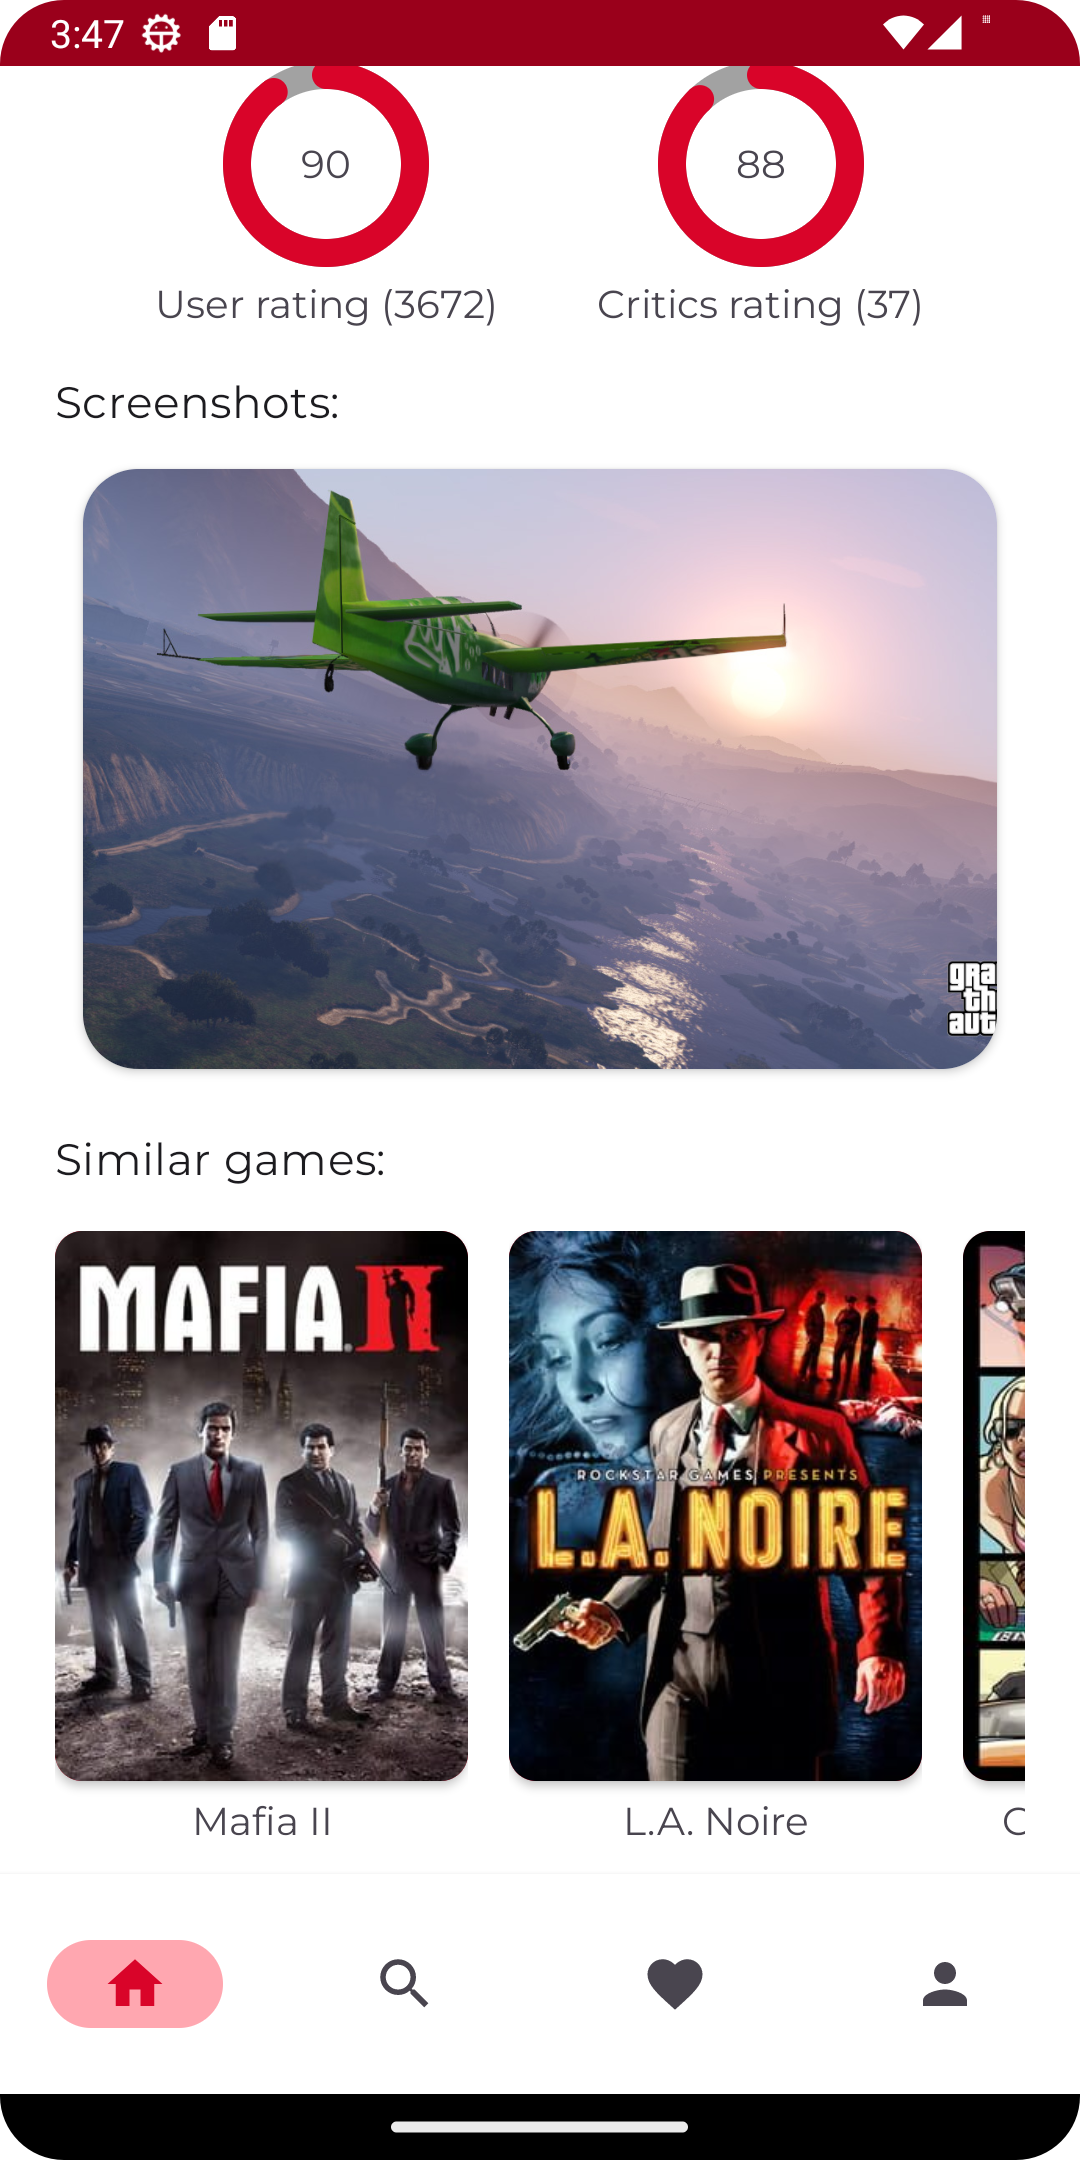 3:47
90
88
User rating (3672)
Critics rating (37)
Screenshots:
gra
th
aut
Similar games:
MAFIA II
ROCKSTAR GAMES PRESENTS
L.A. NOIRE
Mafia II
L.A. Noire